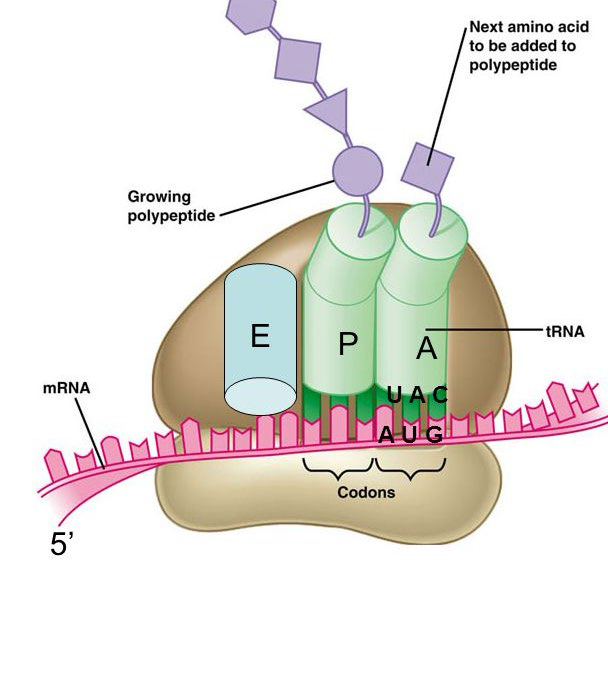 Next amino acid
to be added to
polypeptide
Growing
polypeptide
E
P
A
tRNA
mRNA
U A C
A U G
Codons
5’